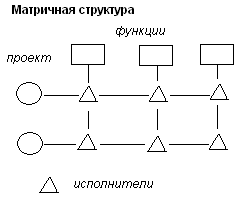 Матричная структура
функции
проект
исполнители